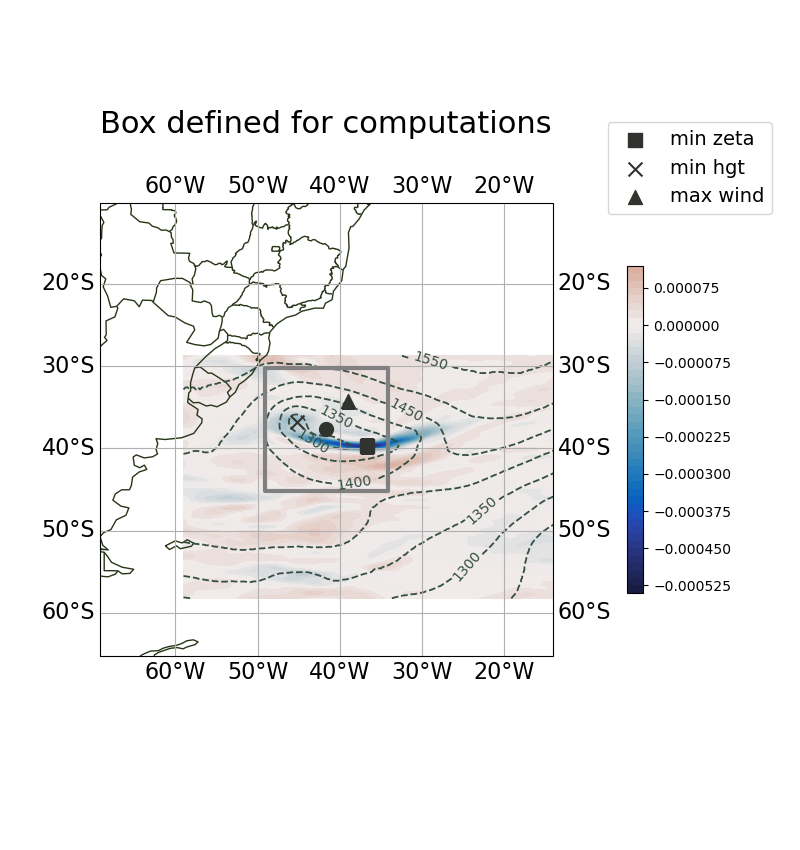 Box defined for computations
min zeta
min hgt
max wind
60°W 50°W 40°W 30°W 20°W
20°S 20°S
30°S 30°S
40°S 40°S
50°S 50°S
60°S 60°S
1550
1450
1350
1300
1400
1350
1300
60°W 50°W 40°W 30°W 20°W
0.000075
0.000000
−0.000075
−0.000150
−0.000225
−0.000300
−0.000375
−0.000450
−0.000525